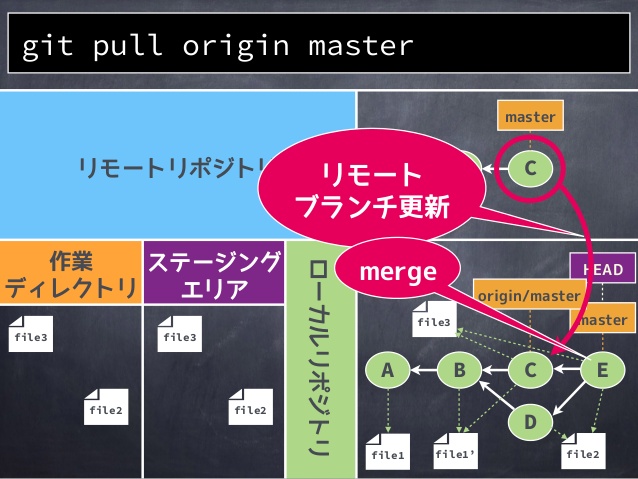 git pull origin master
master
リモートリポジトリ
C
リモート
ブランチ更新
作業
ディレクトリ
ステージング
エリア
ローカルリポジトリ
merge
HEAD
origin/master
master
file3
file3
file3
A
B
C
E
file2
file2
D
file1
file1’
file2